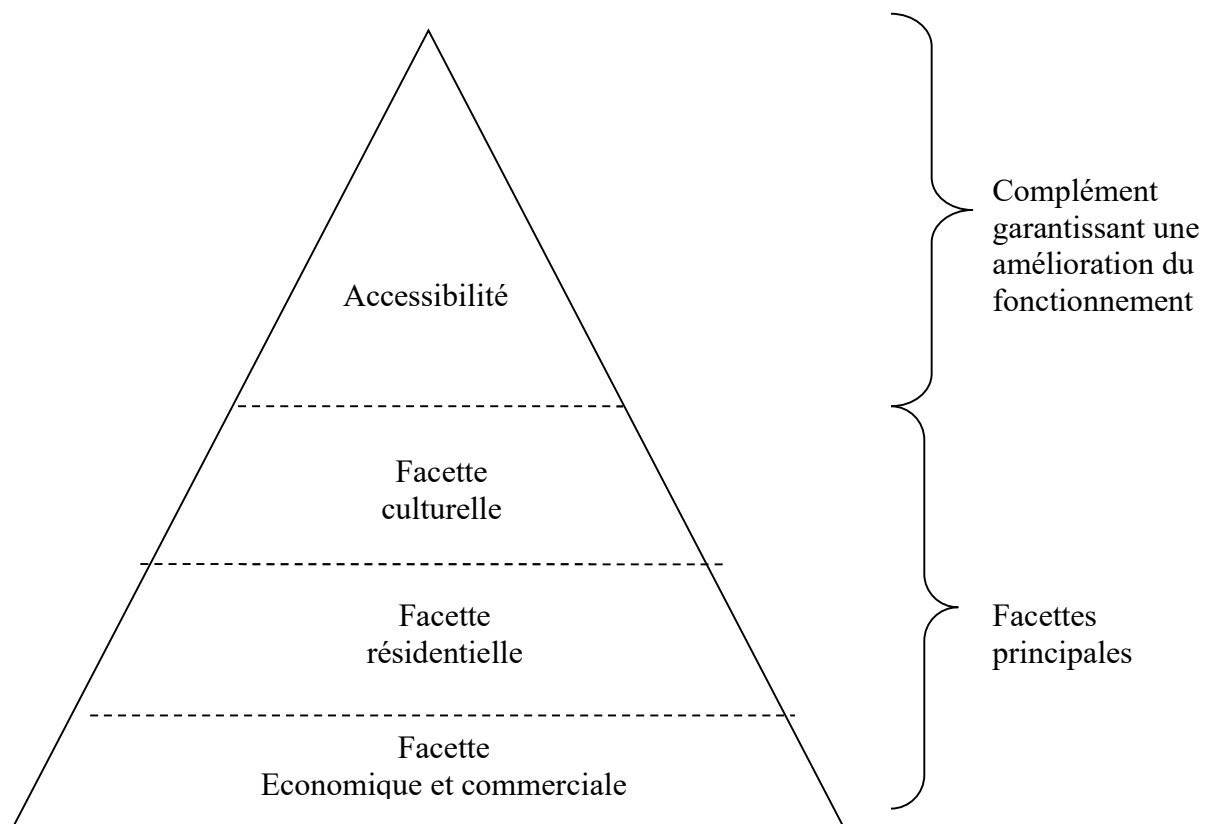 Complément
garantissant une
amélioration du
fonctionnement
Accessibilité
Facette
culturelle
Facette
résidentielle
Facettes
principales
Facette
Economique et commerciale